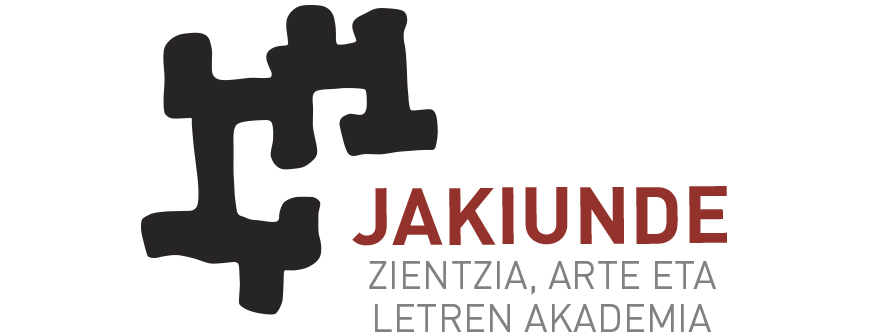 JAKIUNDE
ZIENTZIA, ARTE ETA
LETREN AKADEMIA